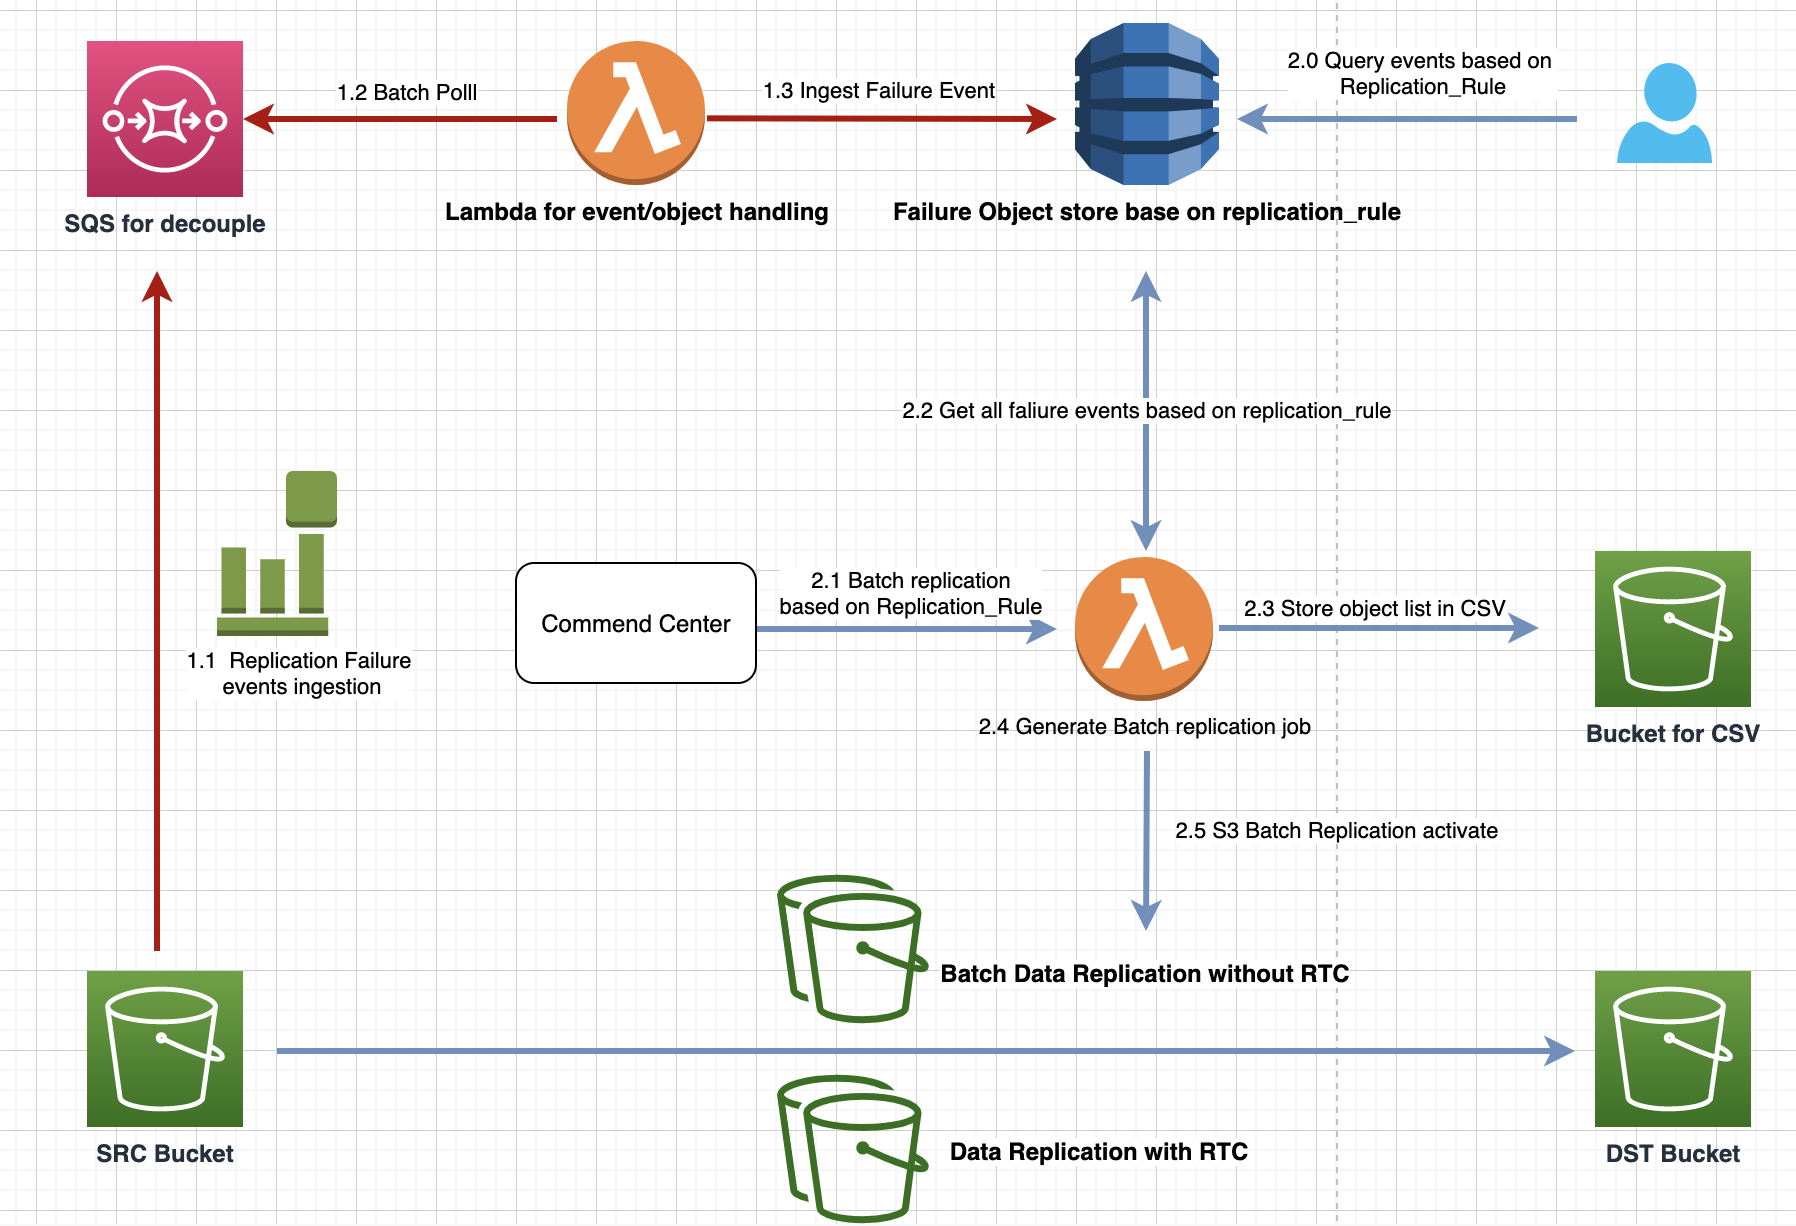 1.2 Batch Polll
1.3 Ingest Failure Event
2.0 Query events based on
Replication_Rule
SQS for decouple
Lambda for event/object handling
Failure Object store base on replication_rule
2.2 Get all faliure events based on replication_rule
1.1 Replication Failure
events ingestion
Commend Center
2.1 Batch replication
based on Replication_Rule
2.3 Store object list in CSV
2.4 Generate Batch replication job
Bucket for CSV
2.5 S3 Batch Replication activate
Batch Data Replication without RTC
SRC Bucket
Data Replication with RTC
DST Bucket